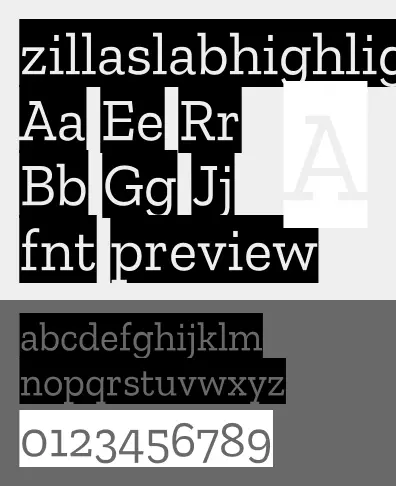 zillaslabhighlig
Aa Ee Rr
A
Bb Gg Jj
fnt preview
abcdefghijklm
nopqrstuvwxyz
0123456789